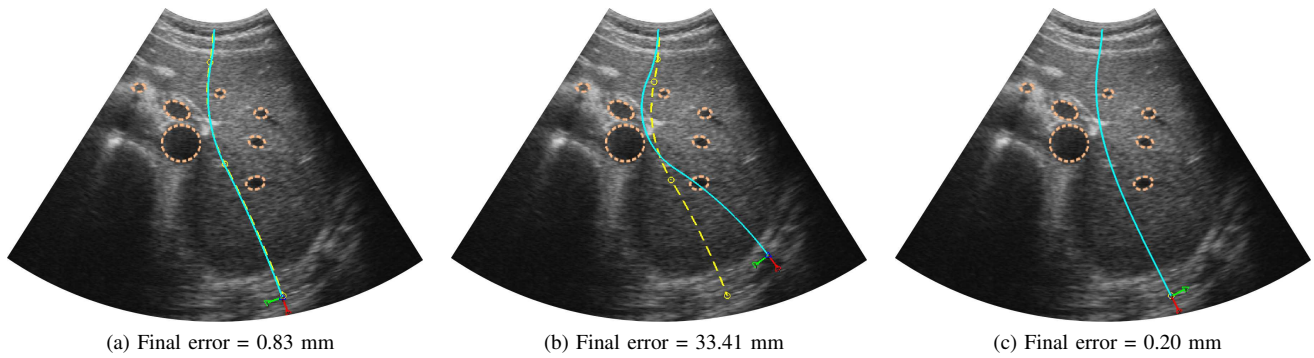 (a) Final error = 0.83 mm
(b) Final error = 33.41 mm
(c) Final error = 0.20 mm